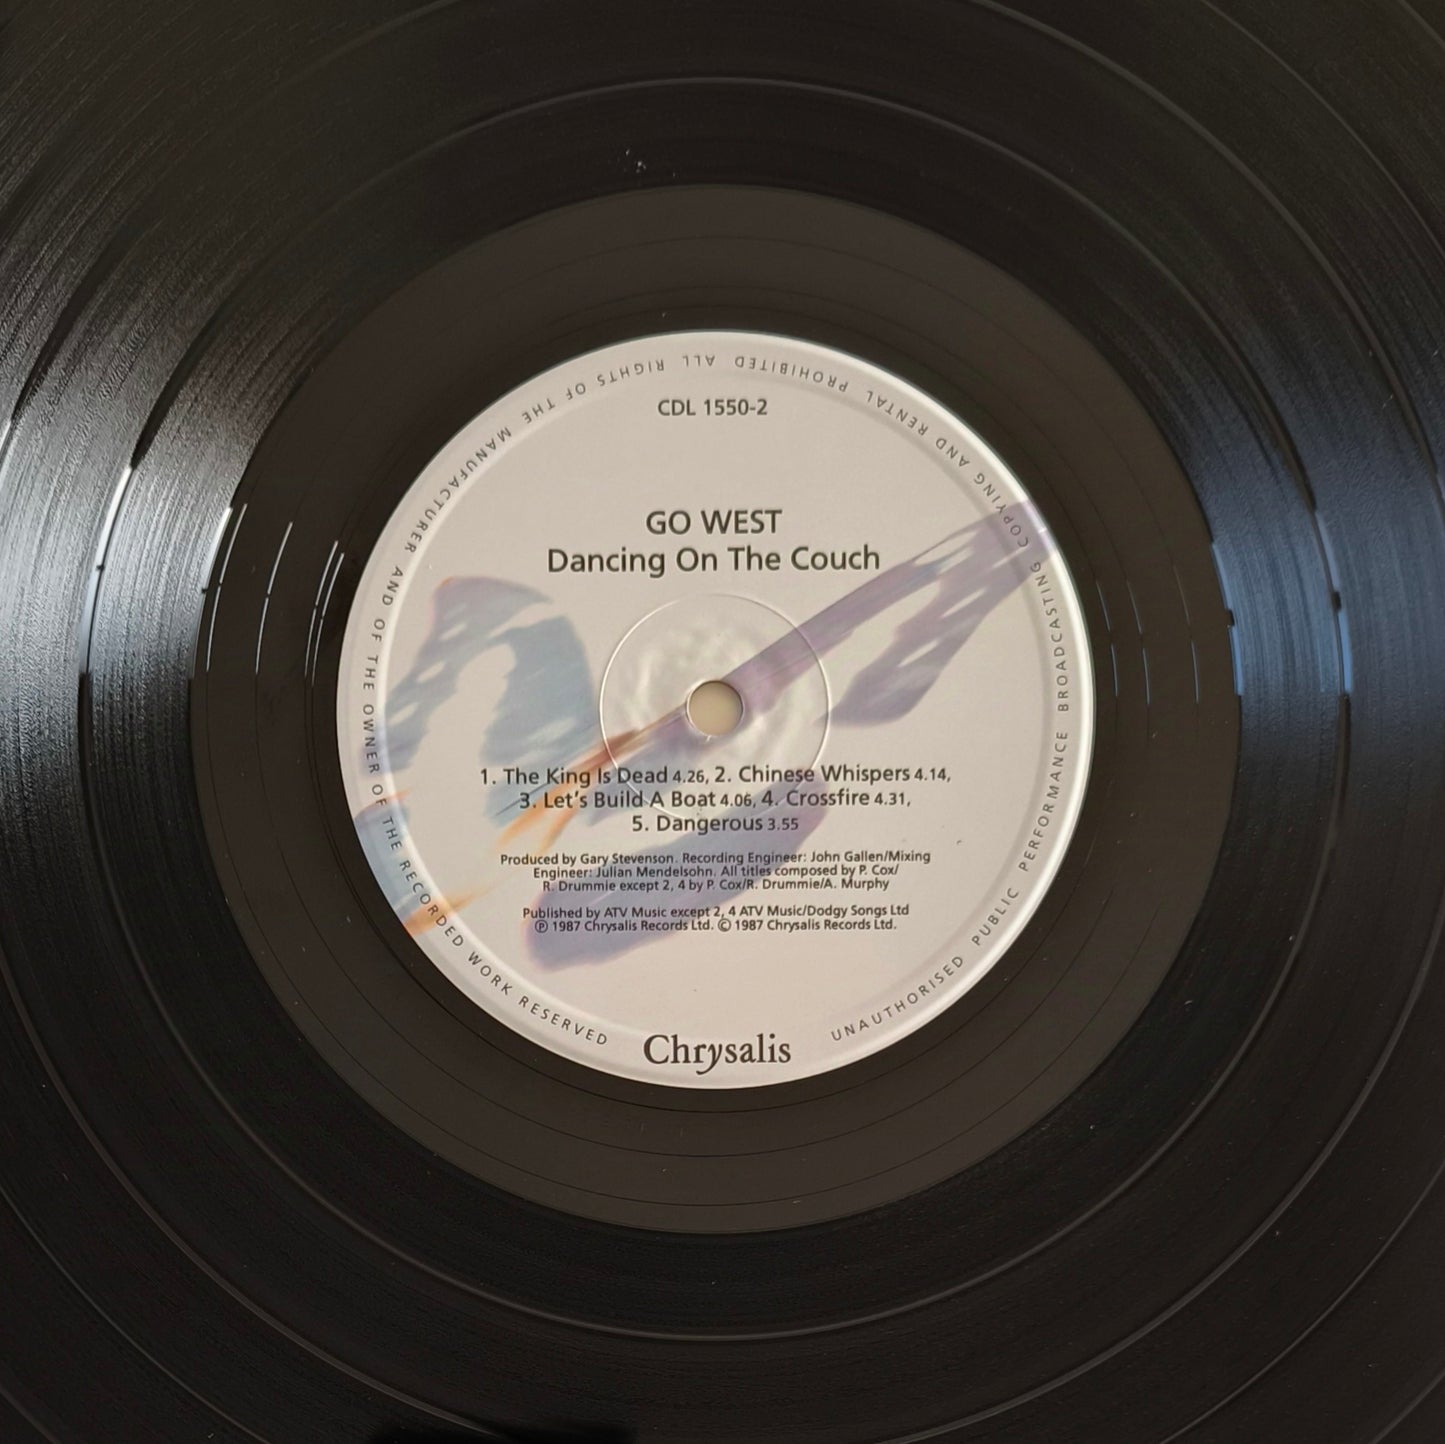 CDL 1550-2
GO WEST
Dancing On The Couch
1. The King Is Dead 4.26, 2. Chinese Whispers 4.14,
3. Let's Build A Boat 4.06, 4. Crossfire 4.31,
5. Dangerous 3.55
Produced by Gary Stevenson. Recording Engineer: John Gallen/Mixing
Engineer: Julian Mendelsohn. All titles composed by P. Cox/
R. Drummie except 2, 4 by P. Cox/R. Drummie/A. Murphy
Published by ATV Music except 2, 4 ATV Music/Dodgy Songs Ltd
Ⓟ 1987 Chrysalis Records Ltd. © 1987 Chrysalis Records Ltd.
Chrysalis
UNAUTHORISED PUBLIC PERFORMANCE BROADCASTING COPYING AND RENTAL PROHIBITED ALL RIGHTS OF THE MANUFACTURER AND OF THE OWNER OF THE RECORDED WORK RESERVED